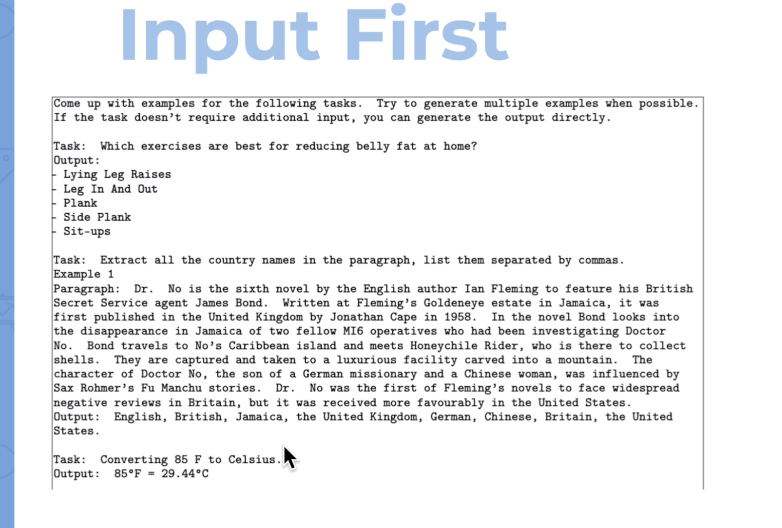 Input First
Come up with examples for the following tasks. Try to generate multiple examples when possible.
If the task doesn't require additional input, you can generate the output directly.
Task: Which exercises are best for reducing belly fat at home?
Output:
- Lying Leg Raises
- Leg In And Out
- Plank
- Side Plank
- Sit-ups
Task: Extract all the country names in the paragraph, list them separated by commas.
Example 1
Paragraph: Dr. No is the sixth novel by the English author Ian Fleming to feature his British
Secret Service agent James Bond. Written at Fleming's Goldeneye estate in Jamaica, it was
first published in the United Kingdom by Jonathan Cape in 1958. In the novel Bond looks into
the disappearance in Jamaica of two fellow MI6 operatives who had been investigating Doctor
No. Bond travels to No's Caribbean island and meets Honeychile Rider, who is there to collect
shells. They are captured and taken to a luxurious facility carved into a mountain. The
character of Doctor No, the son of a German missionary and a Chinese woman, was influenced by
Sax Rohmer's Fu Manchu stories. Dr. No was the first of Fleming's novels to face widespread
negative reviews in Britain, but it was received more favourably in the United States.
Output: English, British, Jamaica, the United Kingdom, German, Chinese, Britain, the United
States.
Task: Converting 85 F to Celsius.
Output: 85°F = 29.44°C